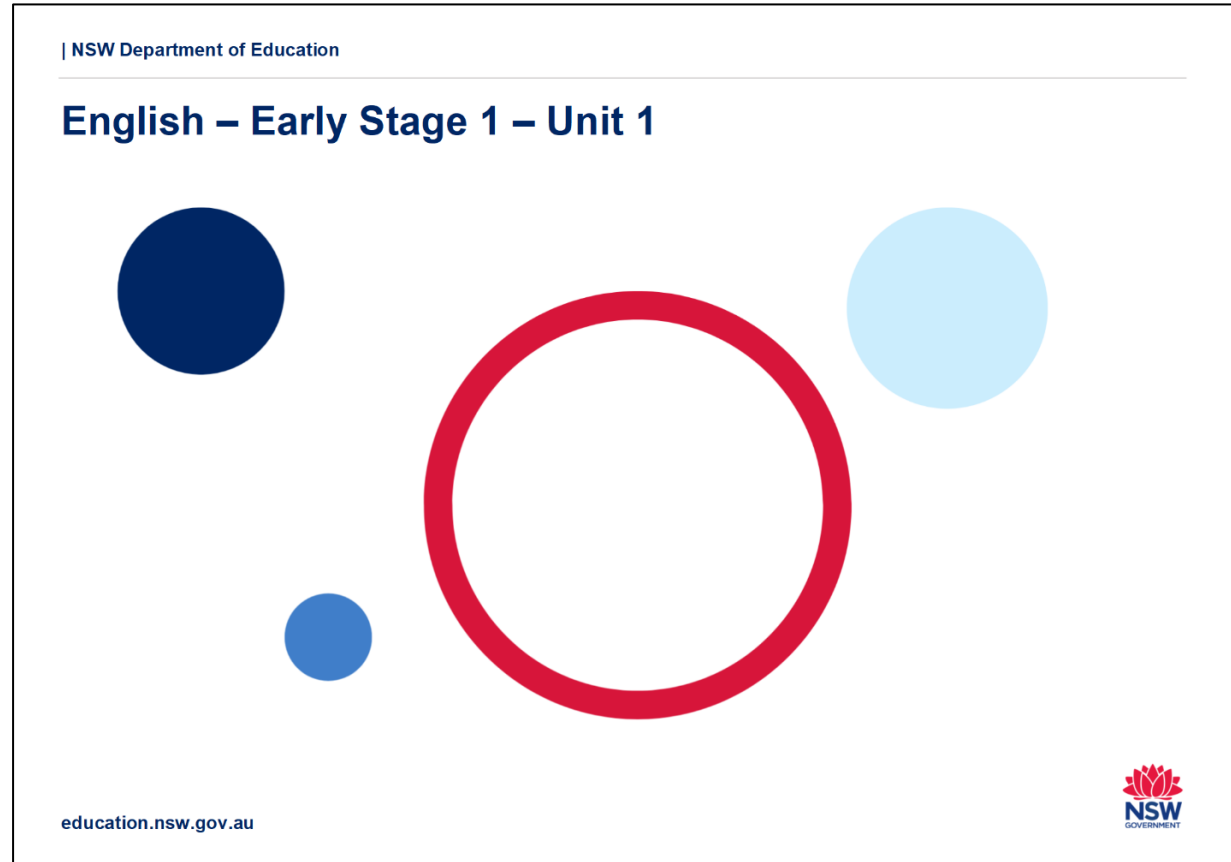 | NSW Department of Education
English – Early Stage 1 – Unit 1
education.nsw.gov.au
NSW
GOVERNMENT